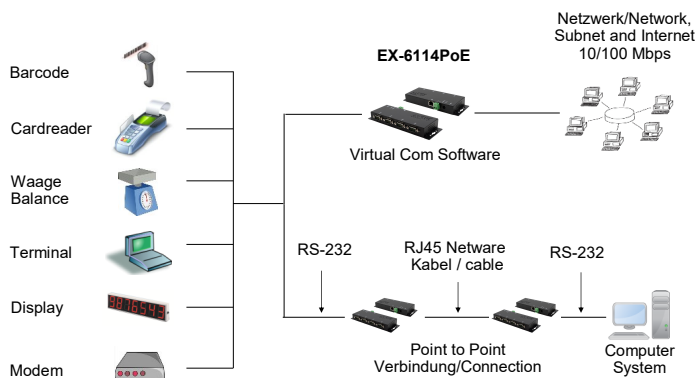 Netzwerk/Network,
Subnet and Internet
10/100 Mbps
EX-6114PoE
Barcode
Cardreader
Virtual Com Software
Waage
Balance
Terminal
RS-232
RJ45 Netware
Kabel / cable
RS-232
Display
9876543
Point to Point
Verbindung/Connection
Computer
System
Modem